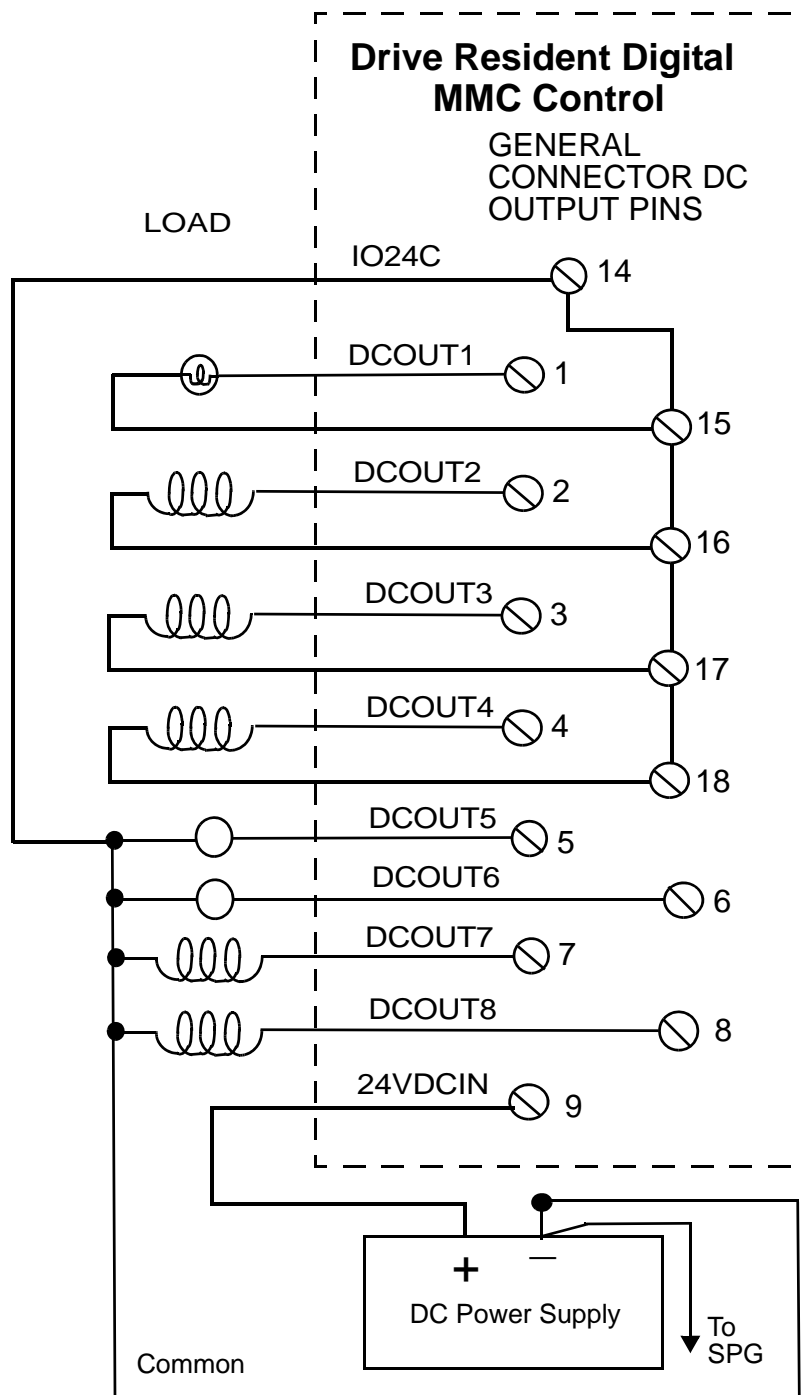 Drive Resident Digital
MMC Control
GENERAL
CONNECTOR DC
OUTPUT PINS
LOAD
IO24C
14
DCOUT1
1
15
DCOUT2
2
16
DCOUT3
3
17
DCOUT4
4
18
DCOUT5
5
DCOUT6
6
DCOUT7
7
DCOUT8
8
24VDCIN
9
+
—
DC Power Supply
To
SPG
Common